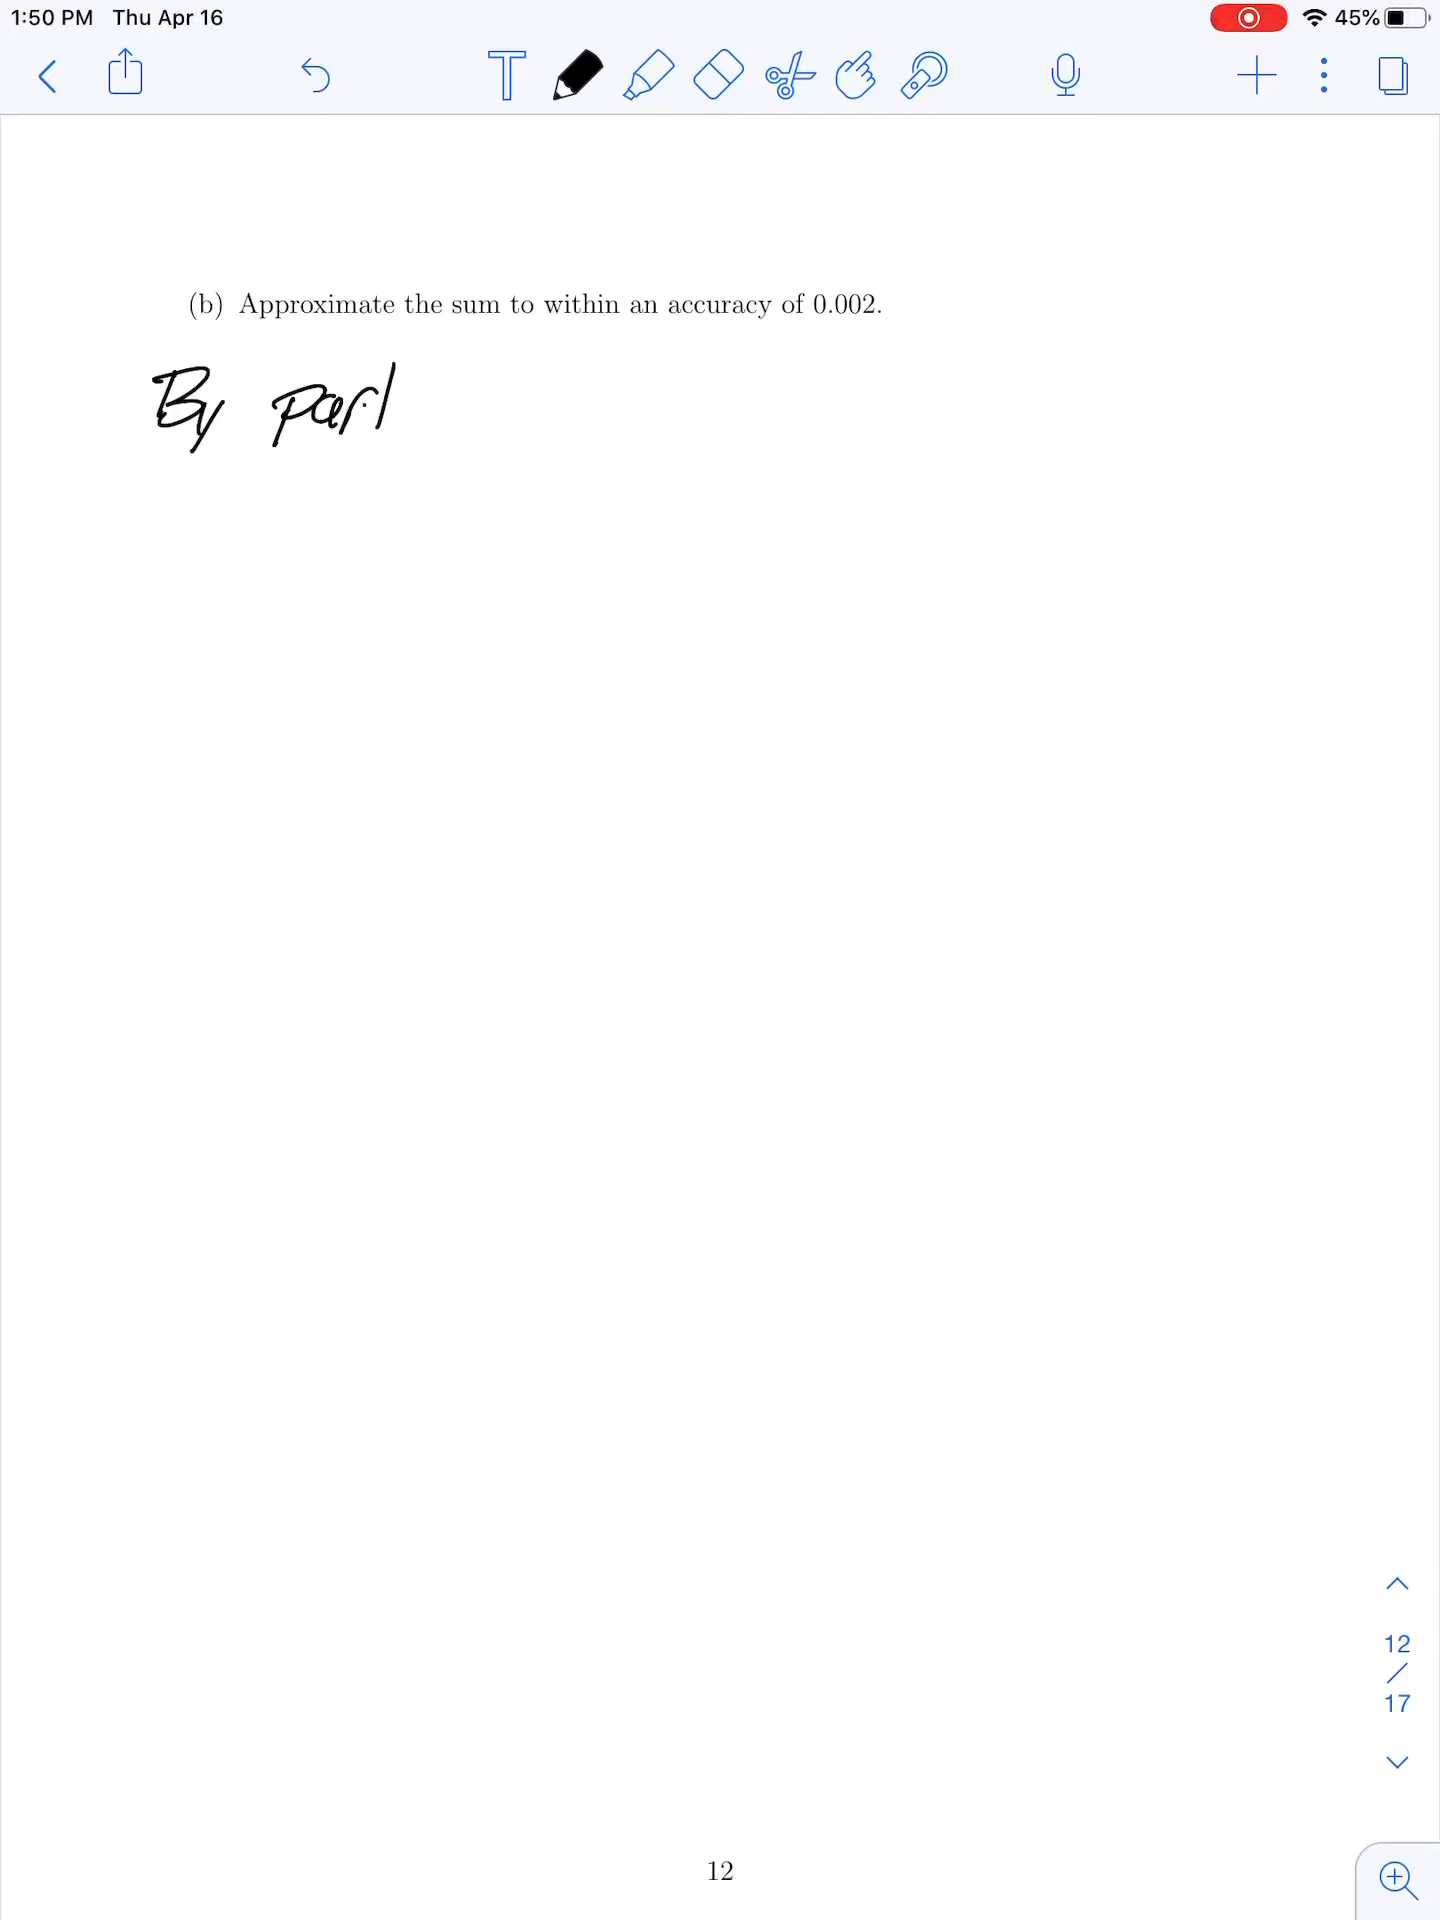 1:50 PM Thu Apr 16 45%
T
(b) Approximate the sum to within an accuracy of 0.002.
By part
12
/
17
12